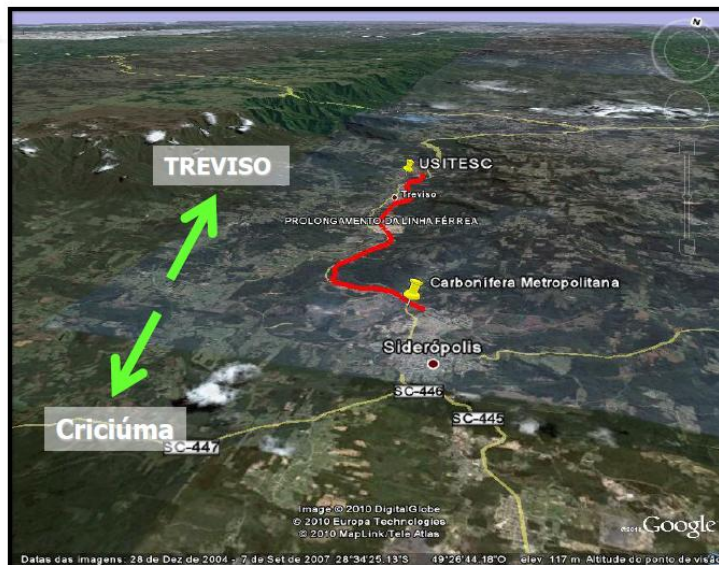 N
USITESC
TREVISO
Treviso
PROLONGAMENTO DA LINHA FÉRREA
Carbonífera Metropolitana
Siderópolis
SC-446
SC-445
Criciúma
SC-447
Image © 2010 DigitalGlobe
© 2010 Europa Technologies
© 2010 MapLink/Tele Atlas
Google
Datas das imagens: 28 de Dez de 2004 - 7 de Set de 2007 28°34'25.13"S 49°26'44.18"O elev 117 m Altitude do ponto de visão